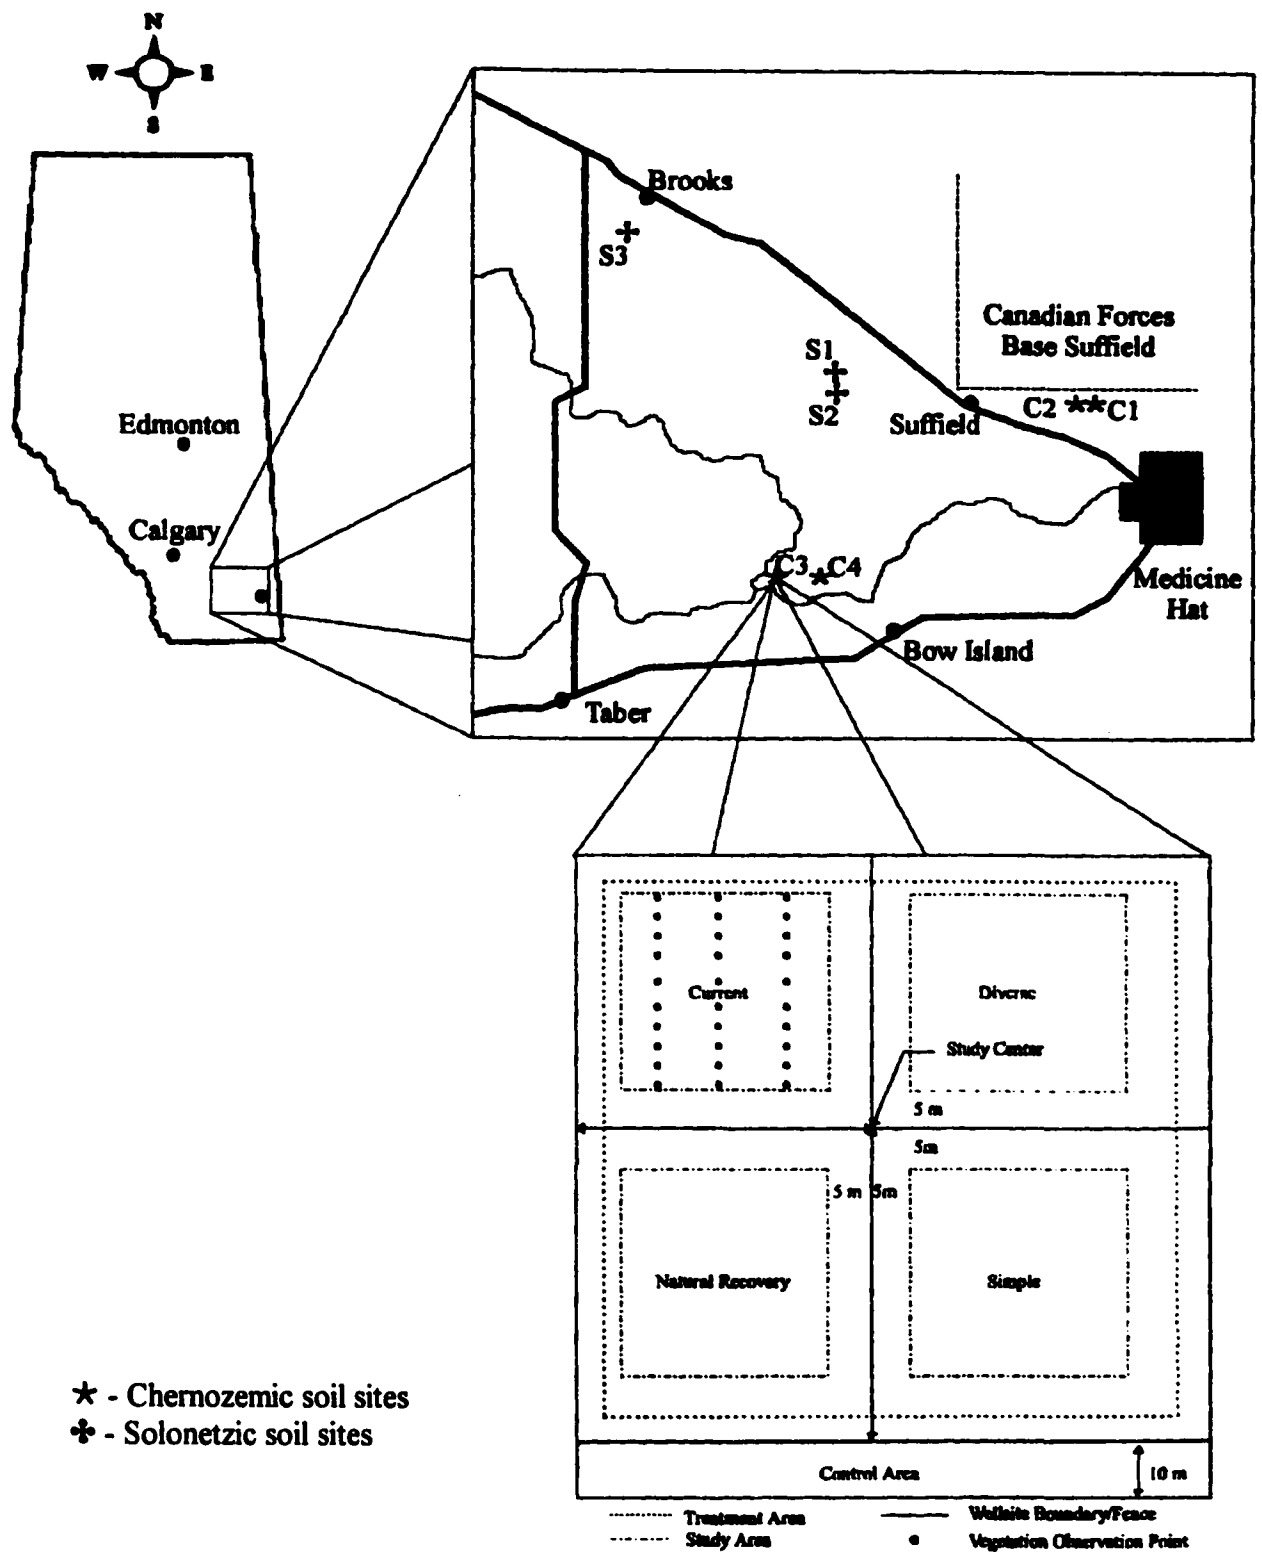 N
W E
S
Brooks
S3
Canadian Forces
Base Suffield
S1
S2
C2 C1
Suffield
Edmonton
Calgary
C3 C4
Medicine
Hat
Bow Island
Taber
Current
Diverse
Study Center
5 m
5m
5 m 5m
Natural Recovery
Simple
- Chernozemic soil sites
- Solonetzic soil sites
Control Area
10 m
Treatment Area
Wellsite Boundary/Fence
Study Area
Vegetation Observation Point